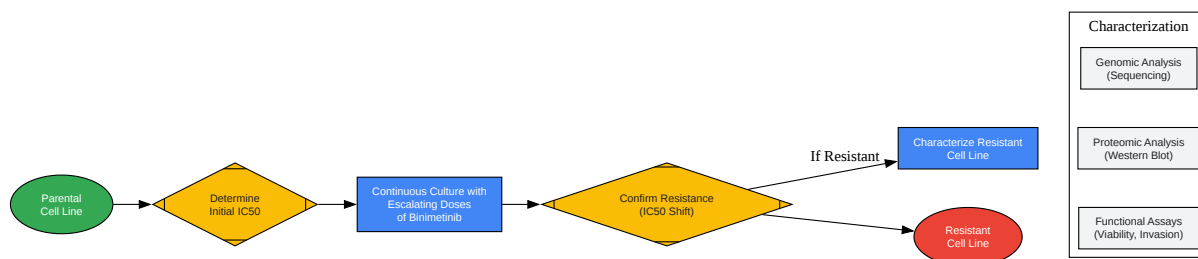 Parental
Cell Line
Determine
Initial IC50
Continuous Culture with
Escalating Doses
of Binimetinib
Confirm Resistance
(IC50 Shift)
If Resistant
Characterize Resistant
Cell Line
Resistant
Cell Line
Characterization
Genomic Analysis
(Sequencing)
Proteomic Analysis
(Western Blot)
Functional Assays
(Viability, Invasion)